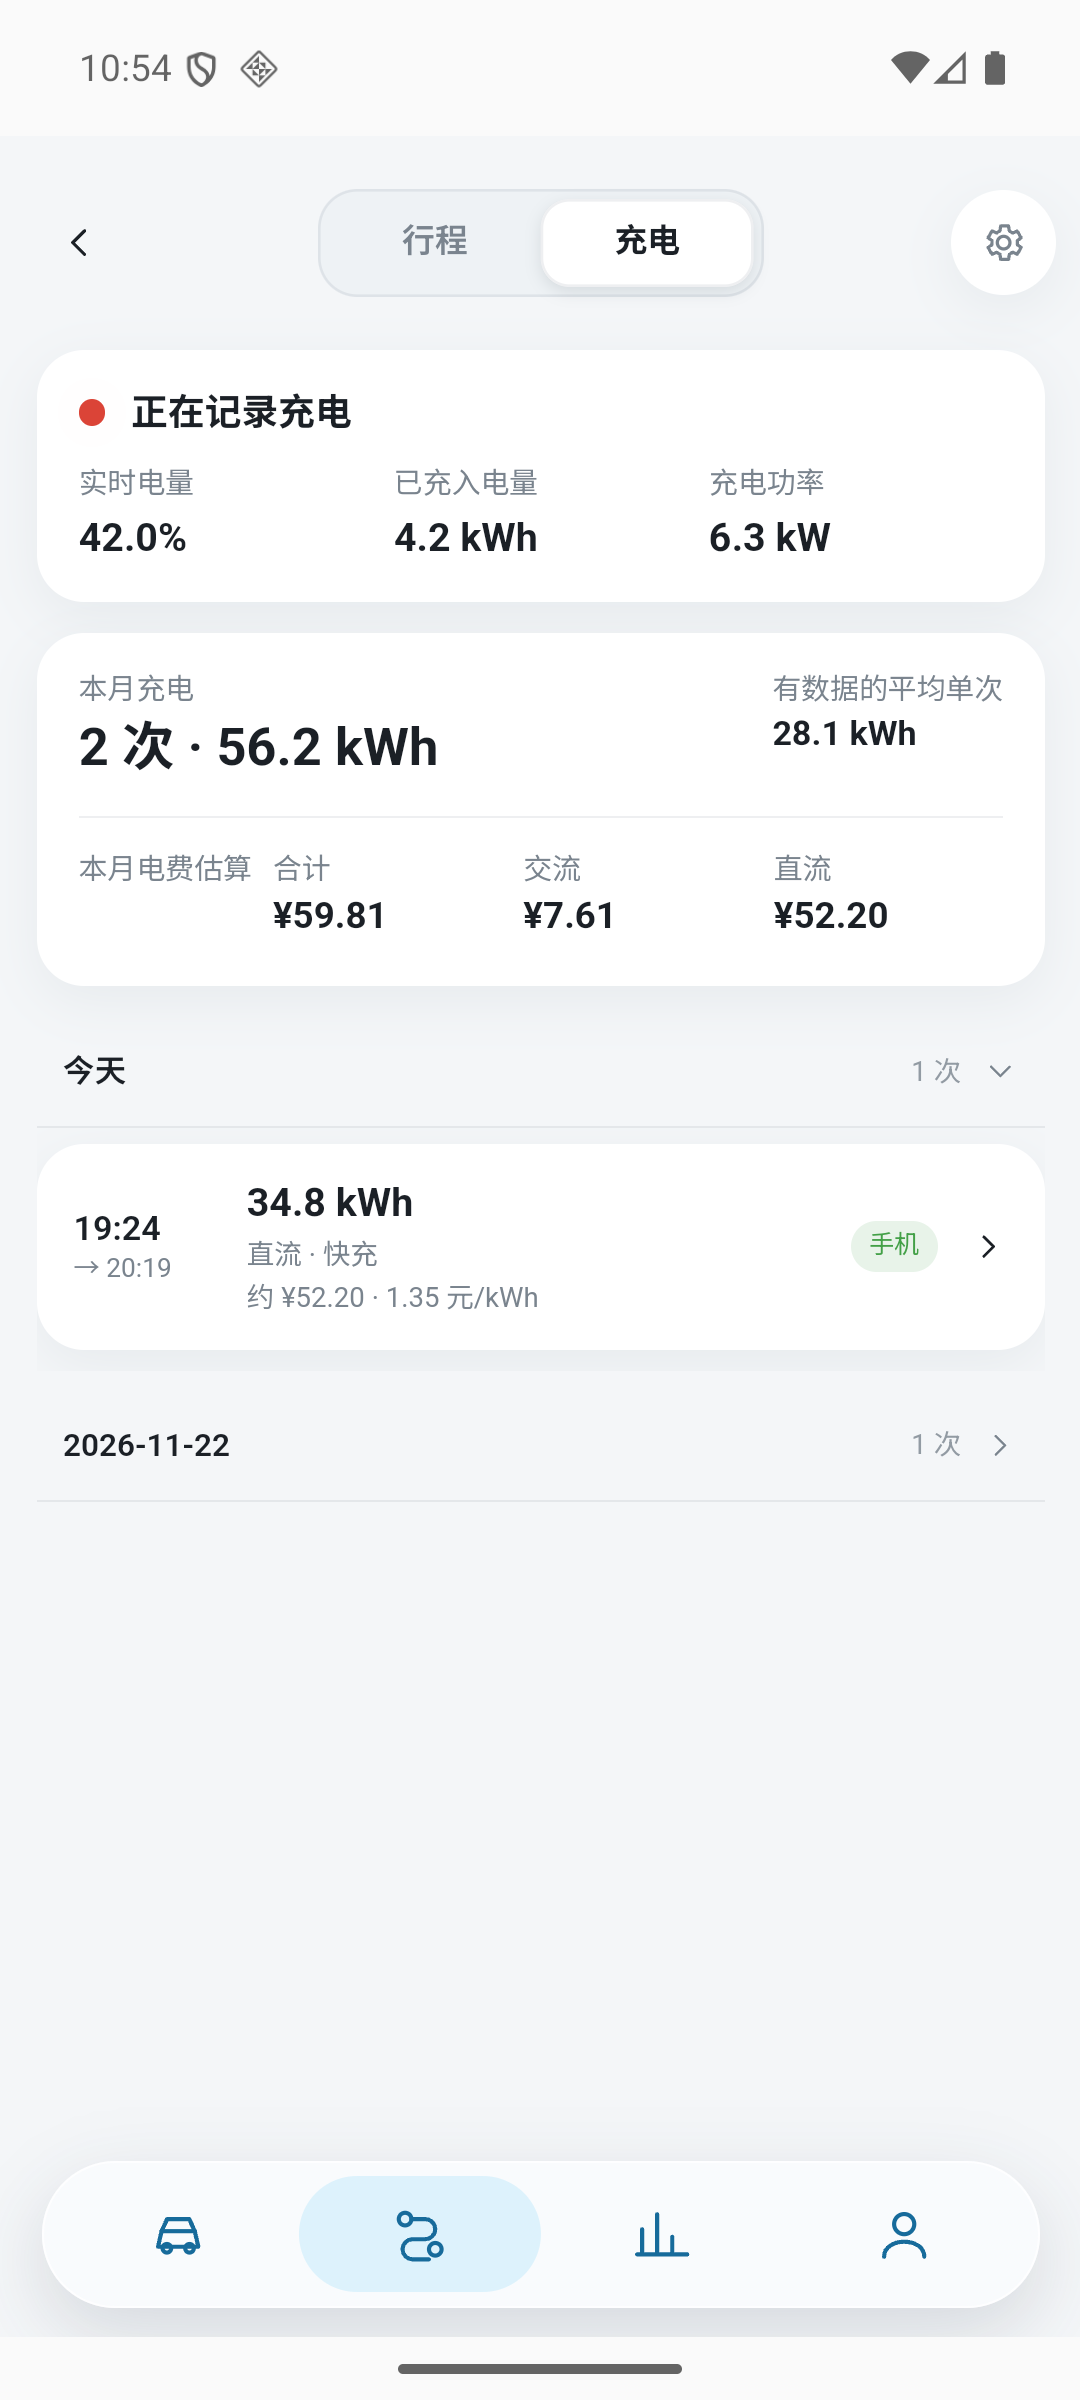 10:54
行程
充电
正在记录充电
实时电量 已充入电量 充电功率
42.0% 4.2 kWh 6.3 kW
本月充电 有数据的平均单次
2 次 · 56.2 kWh 28.1 kWh
本月电费估算 合计 交流 直流
¥59.81 ¥7.61 ¥52.20
今天 1 次
34.8 kWh
19:24
→ 20:19
直流 · 快充
约 ¥52.20 · 1.35 元/kWh
手机
2026-11-22 1 次